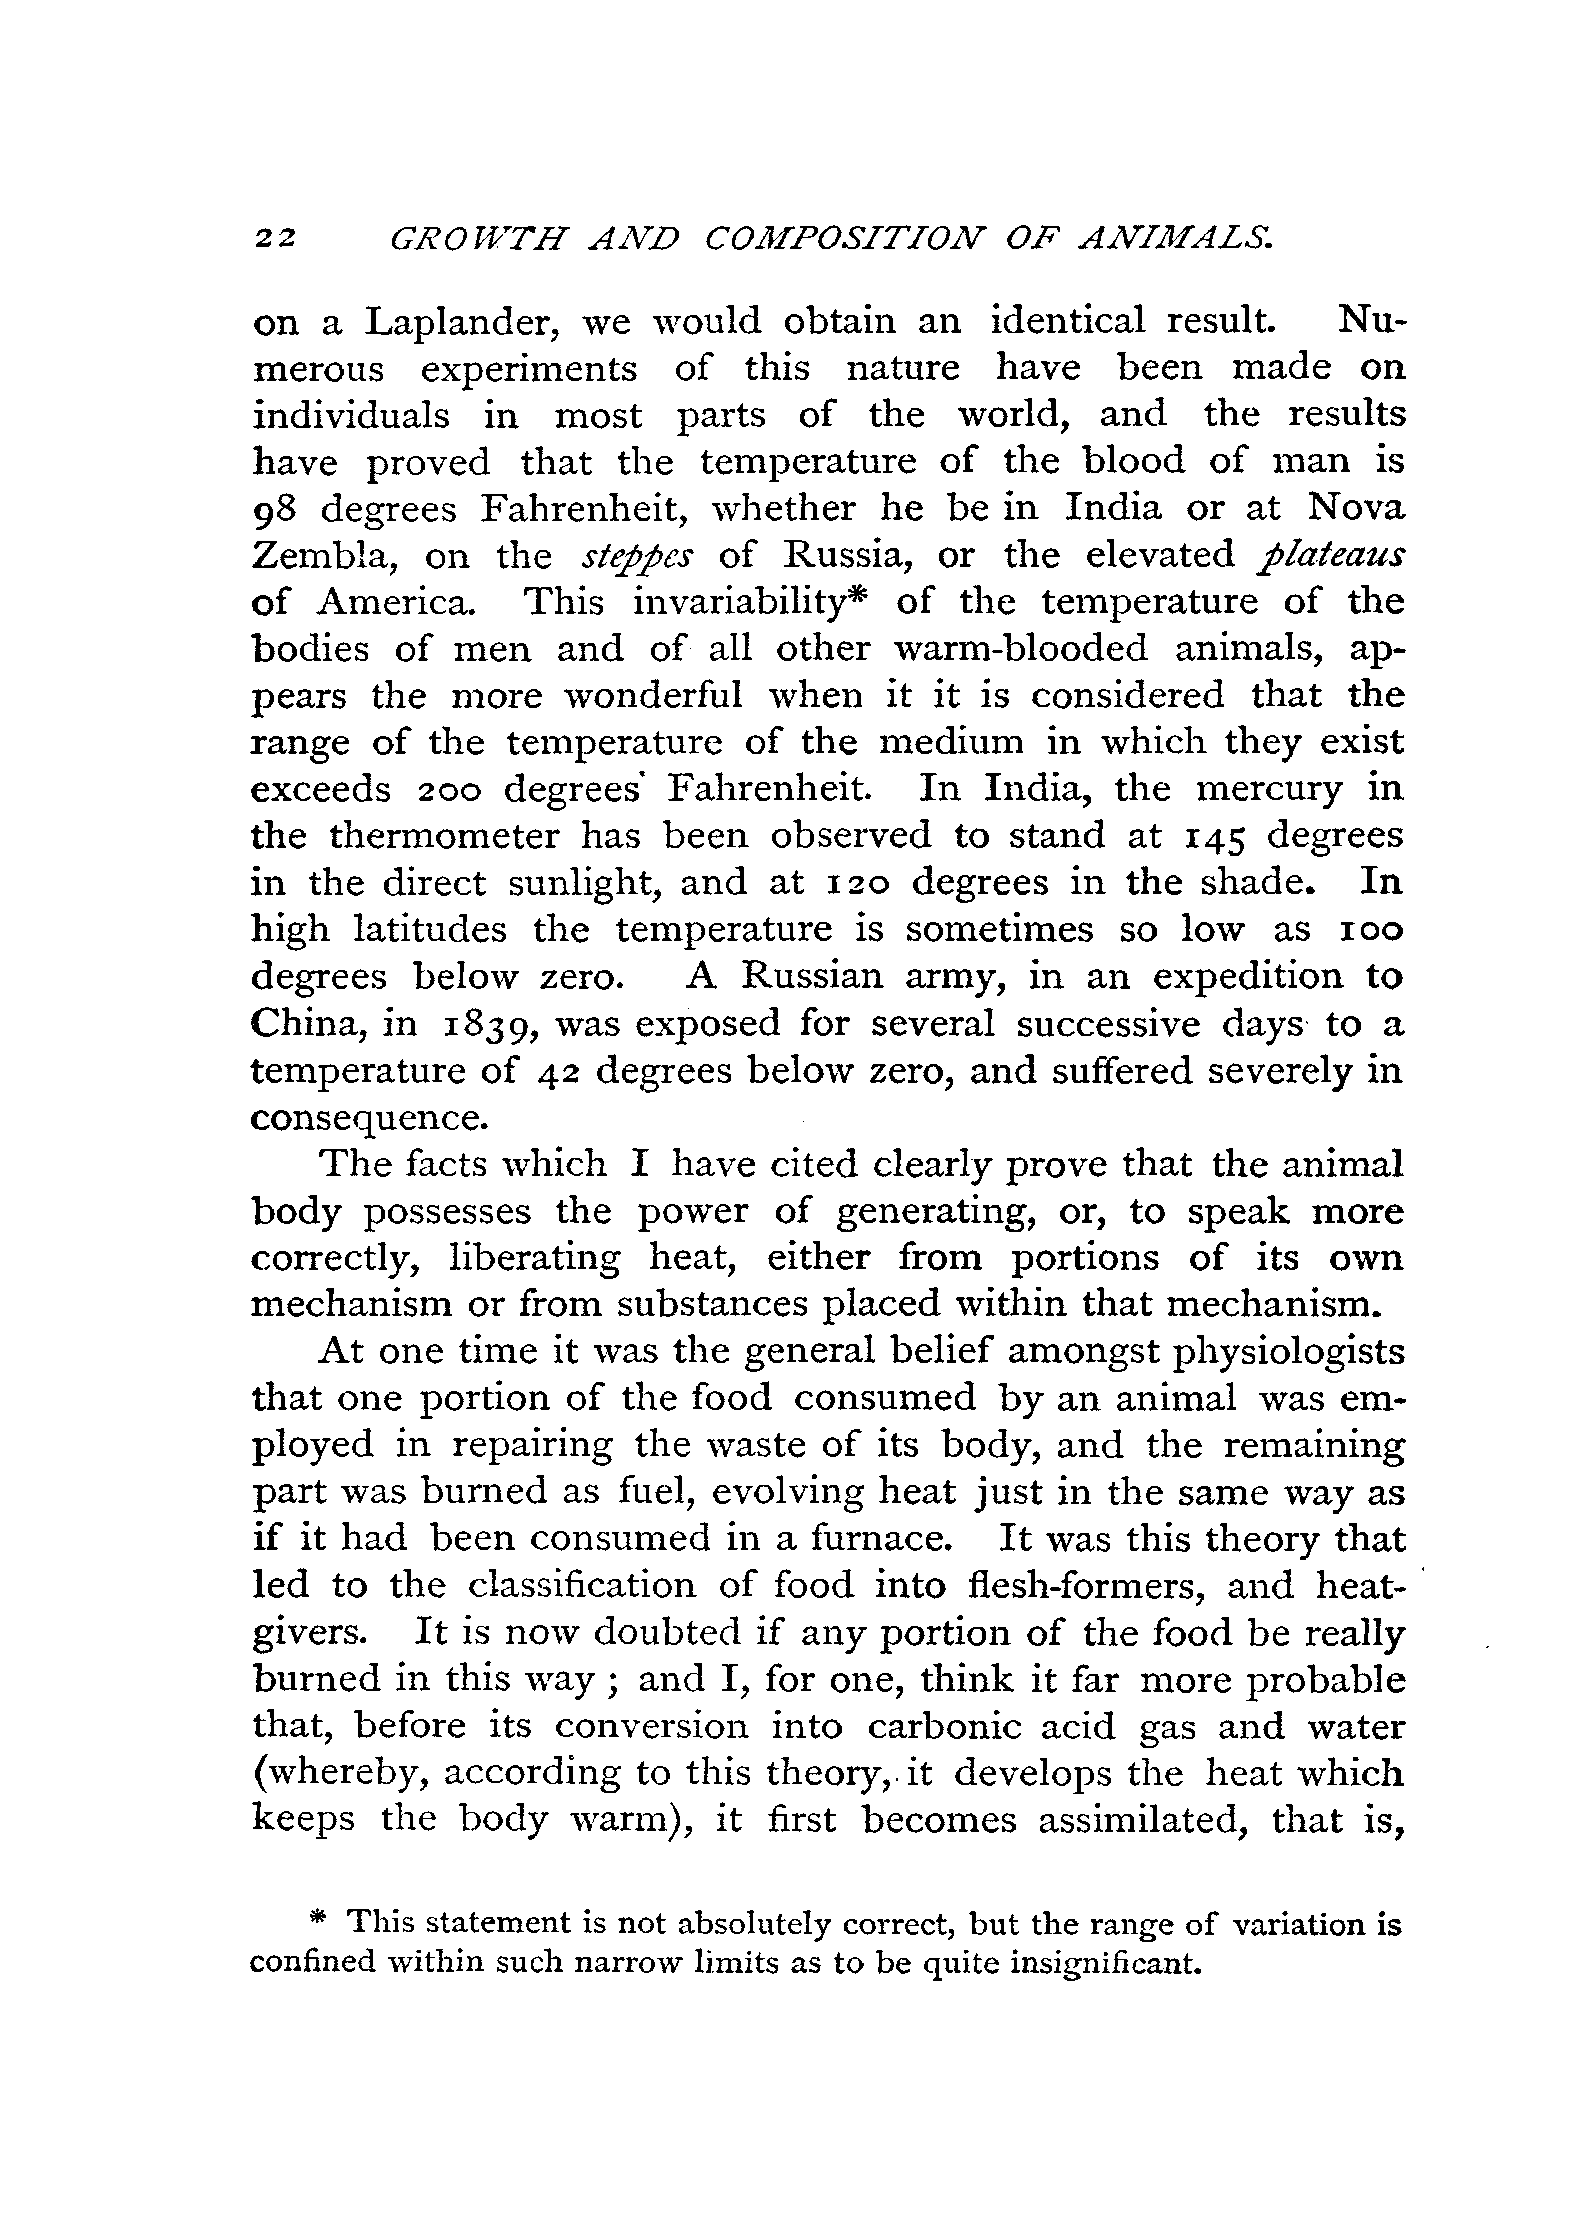 22 GROWTH AND COMPOSITION OF ANIMALS.
on a Laplander, we would obtain an identical result. Nu-
merous experiments of this nature have been made on
individuals in most parts of the world, and the results
have proved that the temperature of the blood of man is
98 degrees Fahrenheit, whether he be in India or at Nova
Zembla, on the steppes of Russia, or the elevated plateaus
of America. This invariability* of the temperature of the
bodies of men and of all other warm-blooded animals, ap-
pears the more wonderful when it it is considered that the
range of the temperature of the medium in which they exist
exceeds 200 degrees Fahrenheit. In India, the mercury in
the thermometer has been observed to stand at 145 degrees
in the direct sunlight, and at 120 degrees in the shade. In
high latitudes the temperature is sometimes so low as 100
degrees below zero. A Russian army, in an expedition to
China, in 1839, was exposed for several successive days to a
temperature of 42 degrees below zero, and suffered severely in
consequence.
The facts which I have cited clearly prove that the animal
body possesses the power of generating, or, to speak more
correctly, liberating heat, either from portions of its own
mechanism or from substances placed within that mechanism.
At one time it was the general belief amongst physiologists
that one portion of the food consumed by an animal was em-
ployed in repairing the waste of its body, and the remaining
part was burned as fuel, evolving heat just in the same way as
if it had been consumed in a furnace. It was this theory that
led to the classification of food into flesh-formers, and heat-
givers. It is now doubted if any portion of the food be really
burned in this way ; and I, for one, think it far more probable
that, before its conversion into carbonic acid gas and water
(whereby, according to this theory, it develops the heat which
keeps the body warm), it first becomes assimilated, that is,
* This statement is not absolutely correct, but the range of variation is
confined within such narrow limits as to be quite insignificant.